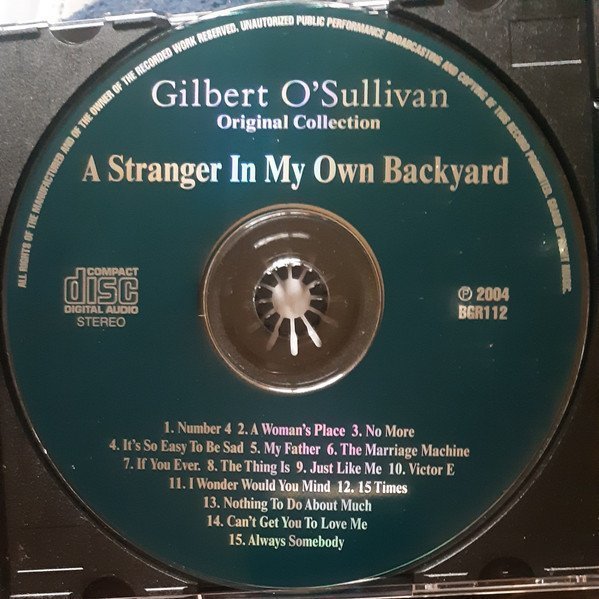 ALL RIGHTS OF THE MANUFACTURER AND OF THE OWNER OF THE RECORDED WORK RESERVED. UNAUTHORIZED PUBLIC PERFORMANCE BROADCASTING AND COPYING OF THIS RECORD PROHIBITED.
Gilbert O'Sullivan
Original Collection
A Stranger In My Own Backyard
COMPACT
disc
DIGITAL AUDIO
STEREO
℗ 2004
BGR112
1. Number 4 2. A Woman's Place 3. No More
4. It's So Easy To Be Sad 5. My Father 6. The Marriage Machine
7. If You Ever. 8. The Thing Is 9. Just Like Me 10. Victor E
11. I Wonder Would You Mind 12. 15 Times
13. Nothing To Do About Much
14. Can't Get You To Love Me
15. Always Somebody